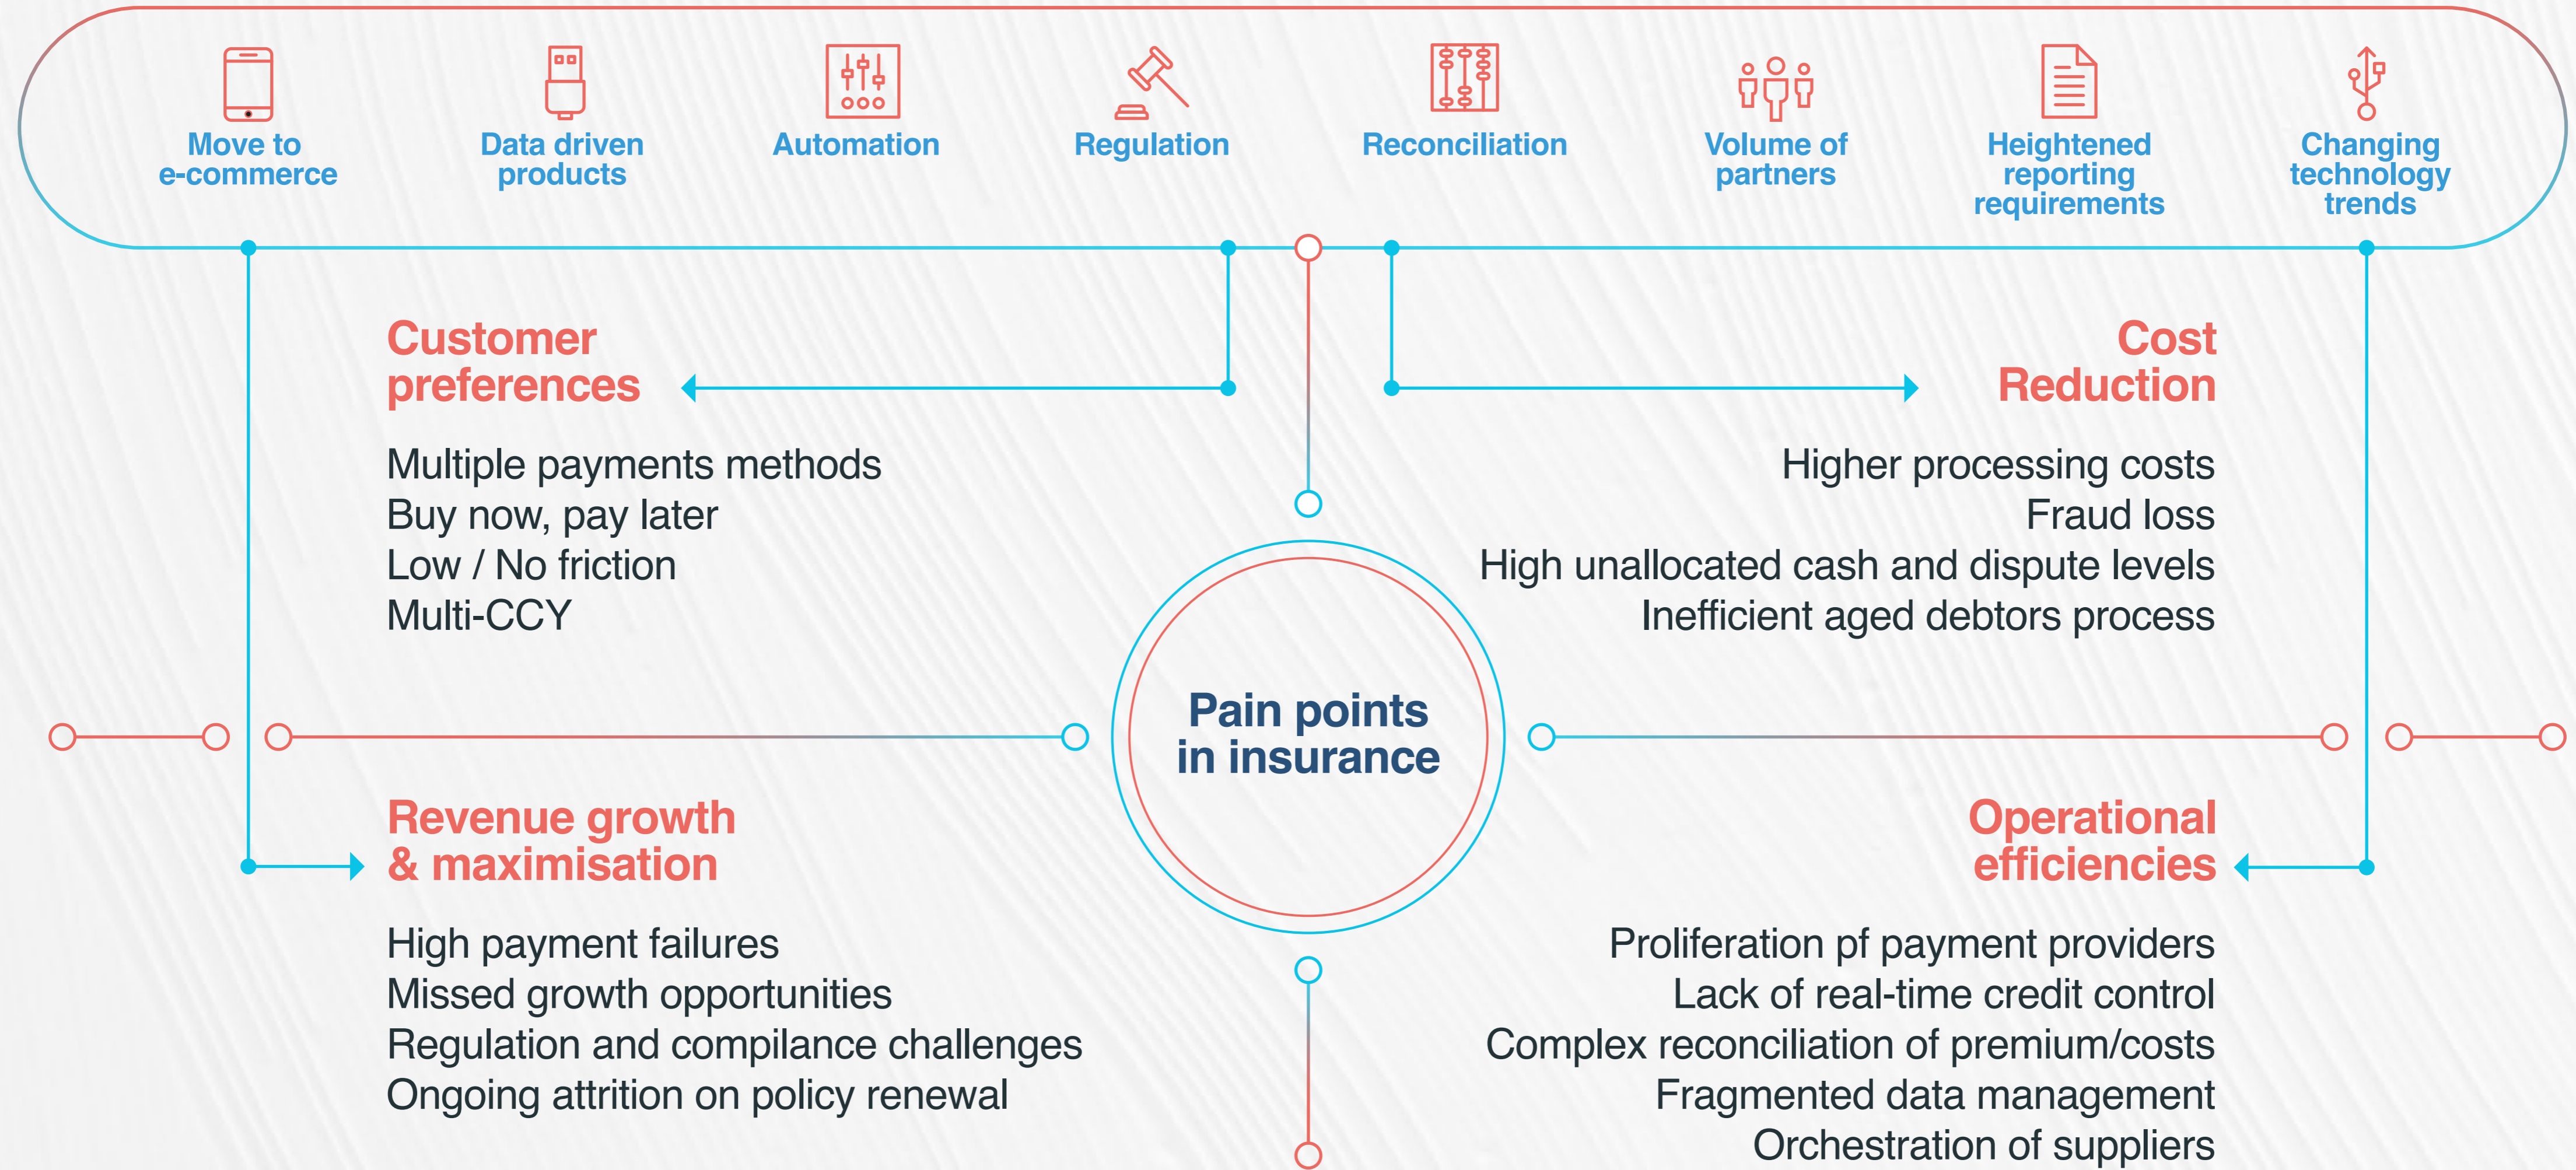 Move to
e-commerce
Data driven
products
Automation
Regulation
Reconciliation
Volume of
partners
Heightened
reporting
requirements
Changing
technology
trends
Customer
preferences
Multiple payments methods
Buy now, pay later
Low / No friction
Multi-CCY
Cost
Reduction
Higher processing costs
Fraud loss
High unallocated cash and dispute levels
Inefficient aged debtors process
Pain points
in insurance
Revenue growth
& maximisation
High payment failures
Missed growth opportunities
Regulation and compilance challenges
Ongoing attrition on policy renewal
Operational
efficiencies
Proliferation pf payment providers
Lack of real-time credit control
Complex reconciliation of premium/costs
Fragmented data management
Orchestration of suppliers